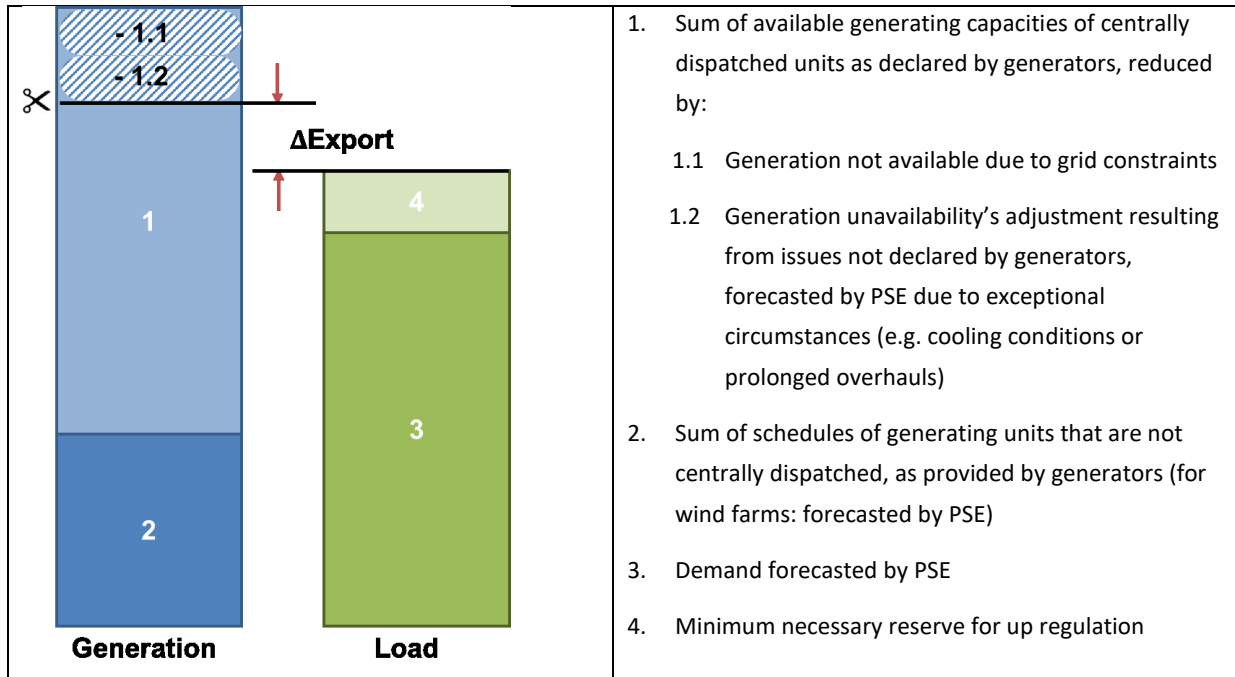 - 1.1
- 1.2
ΔExport
4
1
3
2
Generation
Load
1. Sum of available generating capacities of centrally
dispatched units as declared by generators, reduced
by:
1.1 Generation not available due to grid constraints
1.2 Generation unavailability’s adjustment resulting
from issues not declared by generators,
forecasted by PSE due to exceptional
circumstances (e.g. cooling conditions or
prolonged overhauls)
2. Sum of schedules of generating units that are not
centrally dispatched, as provided by generators (for
wind farms: forecasted by PSE)
3. Demand forecasted by PSE
4. Minimum necessary reserve for up regulation